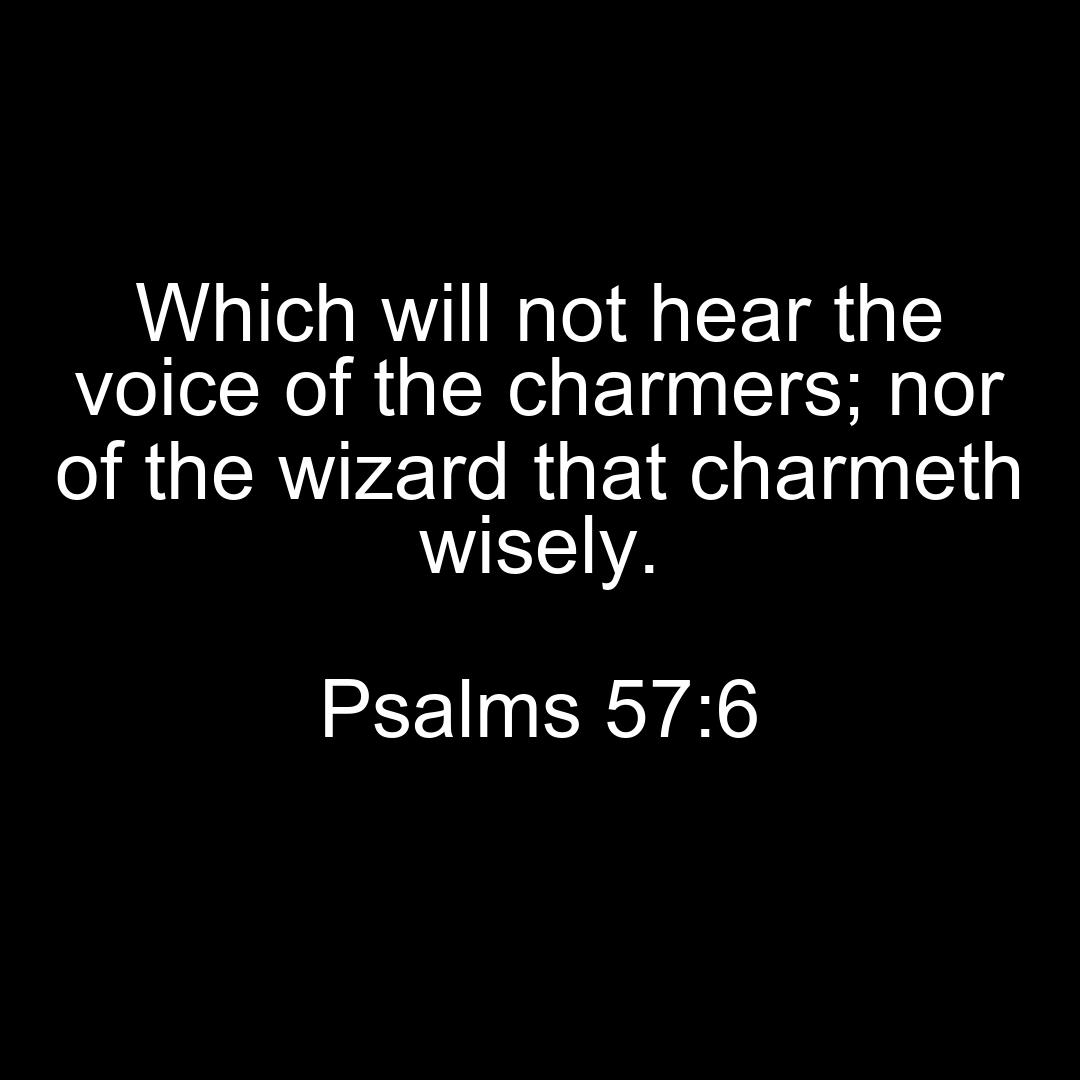 Which will not hear the
voice of the charmers; nor
of the wizard that charmeth
wisely.
Psalms 57:6